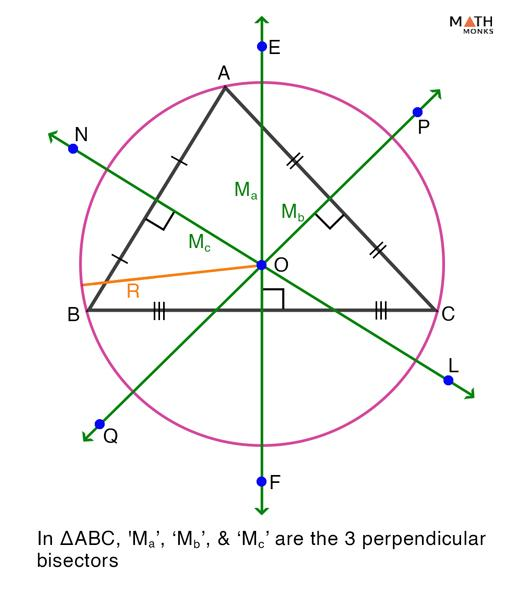 MATH
MONKS
E
A
P
N
Ma
Mb
Mc
O
R
B
C
L
Q
F
In ΔABC, 'Ma’, ‘Mb’, & ‘Mc’ are the 3 perpendicular
bisectors